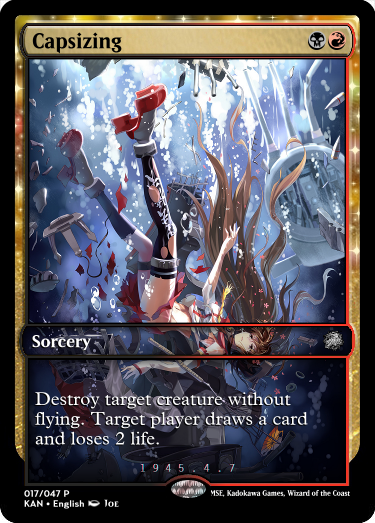 Capsizing
Sorcery
Destroy target creature without
flying. Target player draws a card
and loses 2 life.
1945.4.7
017/047 P
MSE, Kadokawa Games, Wizard of the Coast
KAN • English JOE